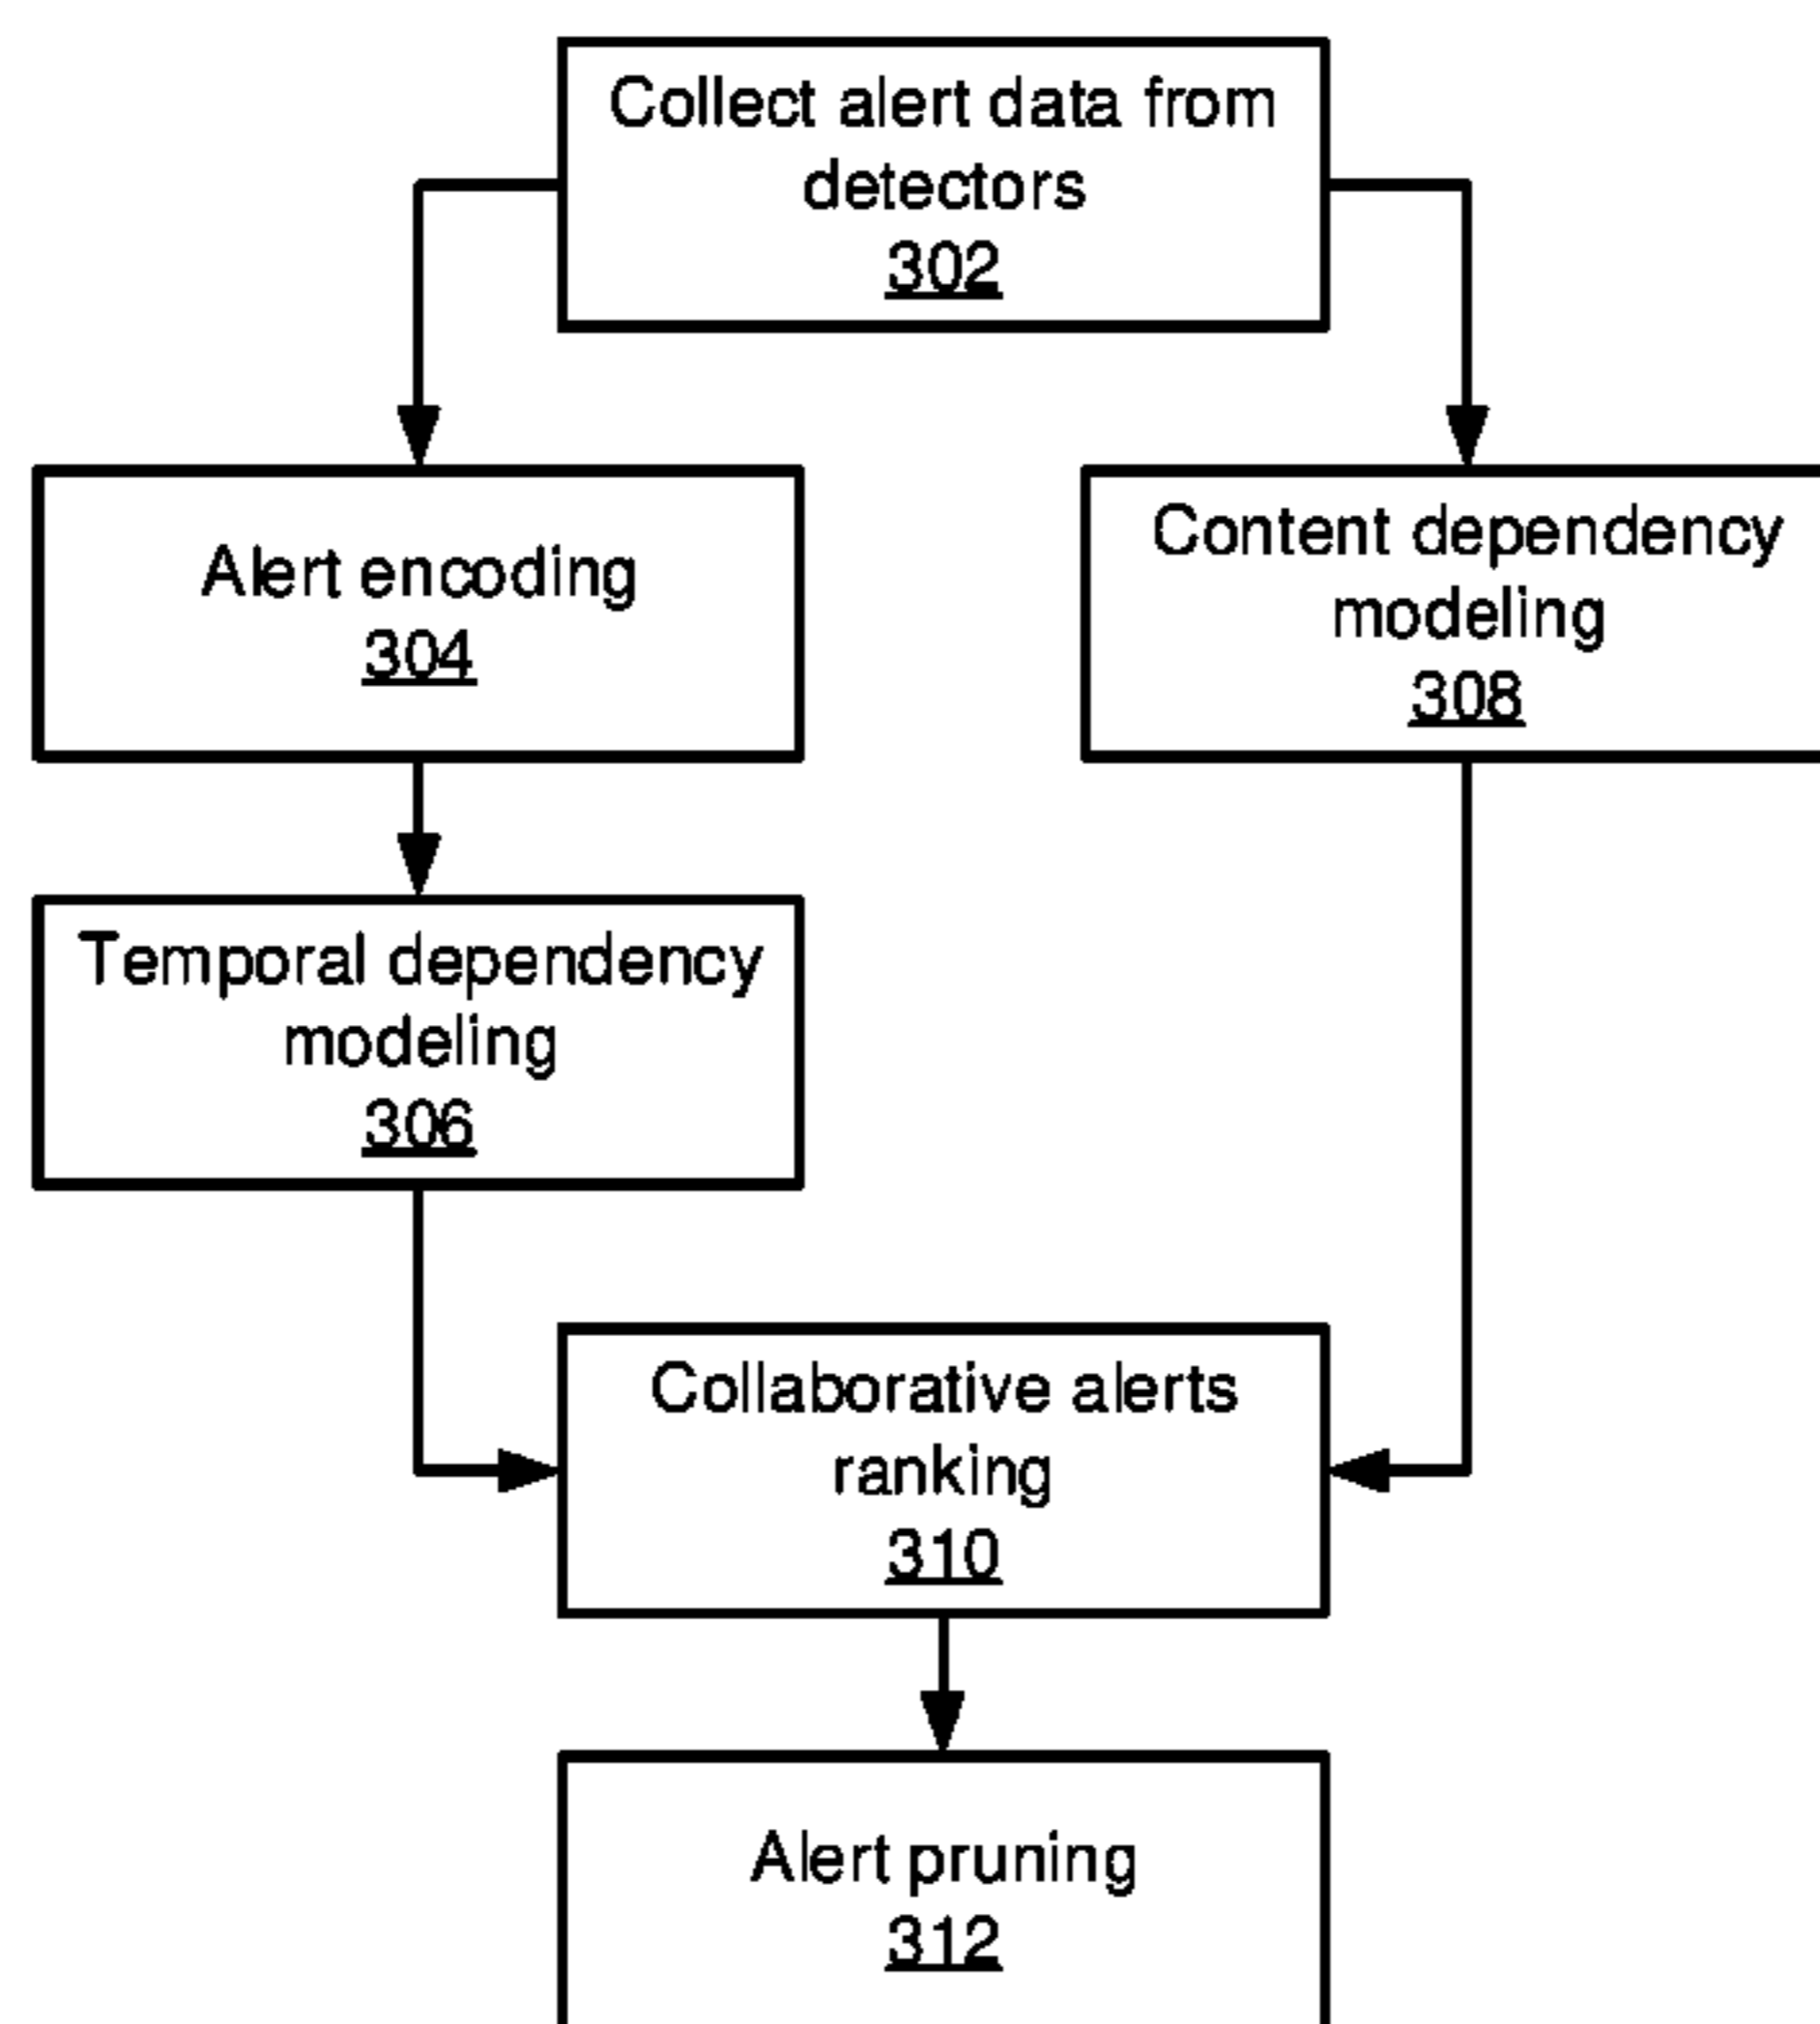 Collect alert data from
detectors
302
Alert encoding
304
Content dependency
modeling
308
Temporal dependency
modeling
306
Collaborative alerts
ranking
310
Alert pruning
312